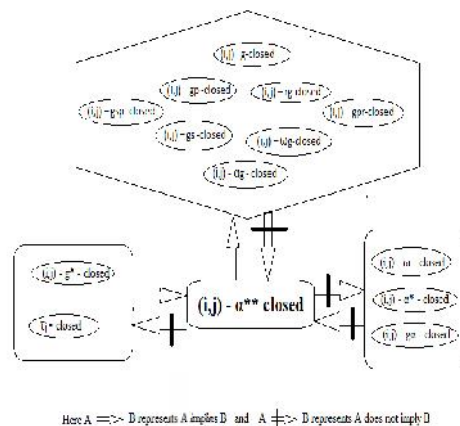 (i,j) g-closed
(i,j) gp-closed
(i,j) - rg-closed
(i,j) - gsp-closed
(i,j) gpr-closed
(i,j) - gs-closed
(i,j) - ωg-closed
(i,j) - αg-closed
(i,j) - g* - closed
τj - closed
(i,j) - α** closed
(i,j) closed
(i,j) - α* - closed
(i,j) closed
Here A ==> B represents A implies B and A =|=> B represents A does not imply B